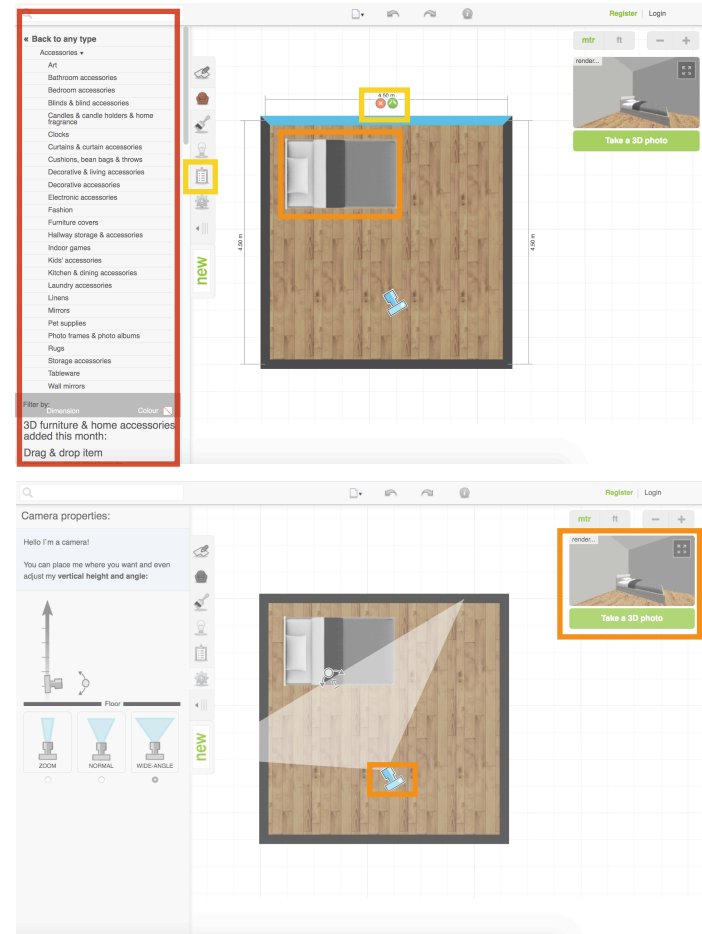 Register Login
« Back to any type
Accessories ▾
Art
Bathroom accessories
Bedroom accessories
Blinds & blind accessories
Candles & candle holders & home
fragrance
Clocks
Curtains & curtain accessories
Cushions, bean bags & throws
Decorative & living accessories
Decorative accessories
Electronic accessories
Fashion
Furniture covers
Hallway storage & accessories
Indoor games
Kids' accessories
Kitchen & dining accessories
Laundry accessories
Linens
Mirrors
Pet supplies
Photo frames & photo albums
Rugs
Storage accessories
Tableware
Wall mirrors
Filter by:
Dimension Colour
3D furniture & home accessories
added this month:
Drag & drop item
new
4.50 m
4.50 m
4.50 m
mtr ft − +
render...
Take a 3D photo
Register Login
Camera properties:
Hello I`m a camera!
You can place me where you want and even
adjust my vertical height and angle:
Floor
ZOOM NORMAL WIDE-ANGLE
new
mtr ft − +
render...
Take a 3D photo